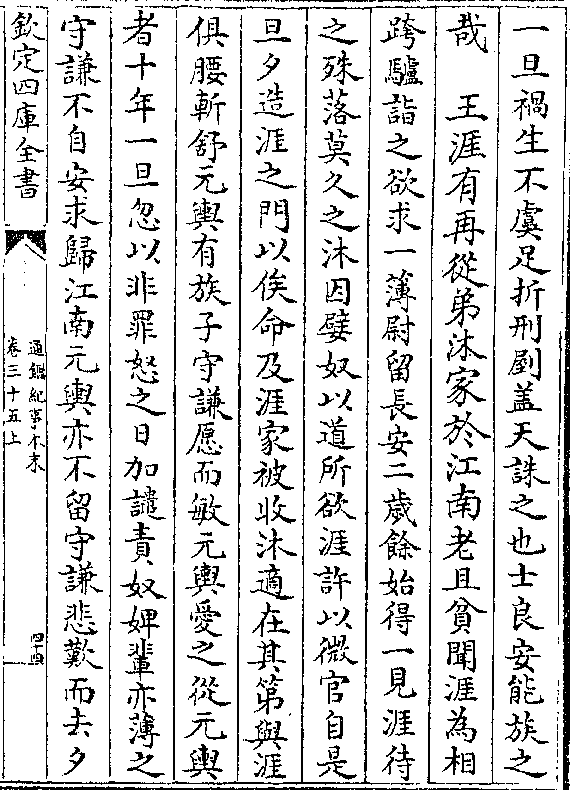 一旦禍生不虞足折刑剭盖天誅之也士良安能族之
哉　王涯有再從弟沐家於江南老且貧聞涯為相
跨驢詣之欲求一薄尉留長安二歲餘始得一見涯待
之殊落莫久之沐因嬖奴以道所欲涯許以微官自是
旦夕造涯之門以俟命及涯家被收沐適在其第與涯
俱腰斬舒元輿有族子守謙愿而敏元輿愛之從元輿
者十年一旦忽以非罪怒之日加譴責奴婢輩亦薄之
守謙不自安求歸江南元輿亦不留守謙悲歎而去夕
欽定四庫全書
通鑑紀事本末
卷三十五上
四十四